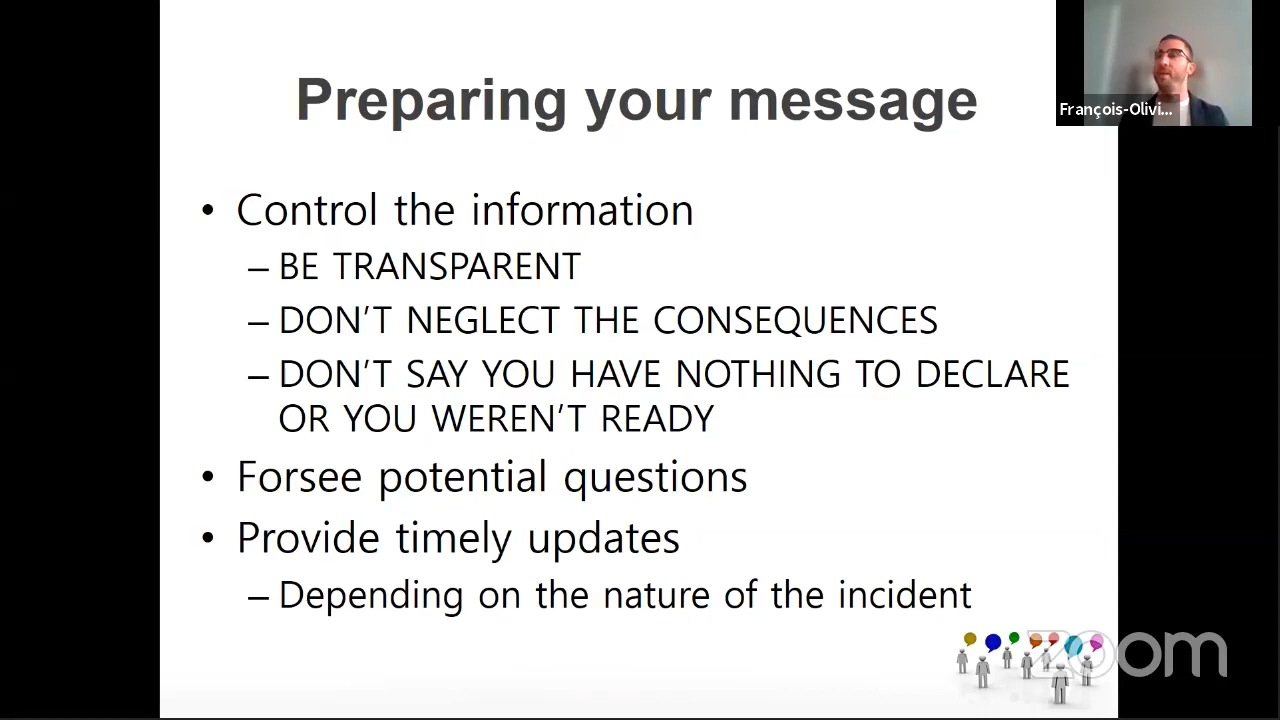 Preparing your message
François-Olivi...
• Control the information
– BE TRANSPARENT
– DON'T NEGLECT THE CONSEQUENCES
– DON'T SAY YOU HAVE NOTHING TO DECLARE
OR YOU WEREN'T READY
• Forsee potential questions
• Provide timely updates
– Depending on the nature of the incident
zoom